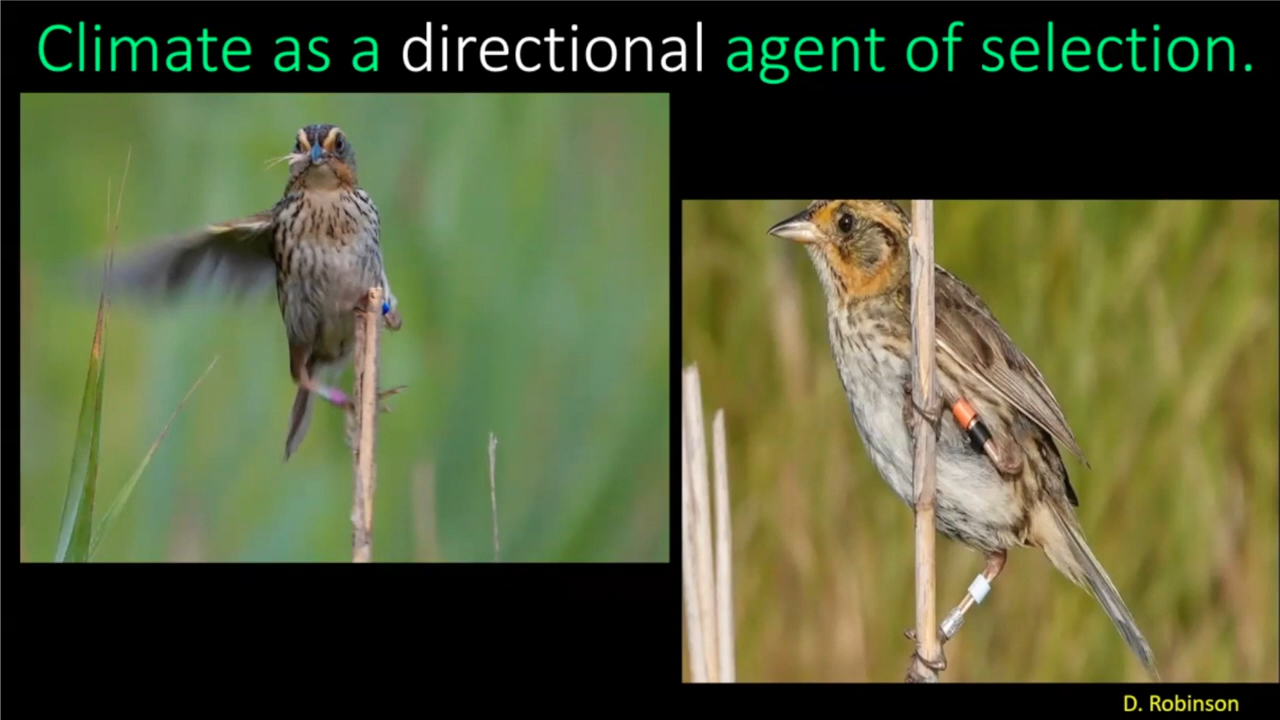 Climate as a directional agent of selection.
D. Robinson